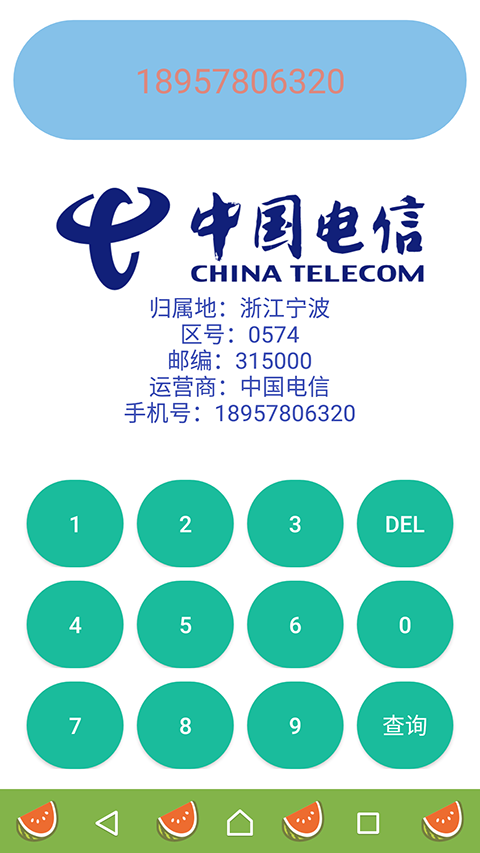 18957806320
中国电信
CHINA TELECOM
归属地：浙江宁波
区号：0574
邮编：315000
运营商：中国电信
手机号：18957806320
1 2 3 DEL
4 5 6 0
7 8 9 查询